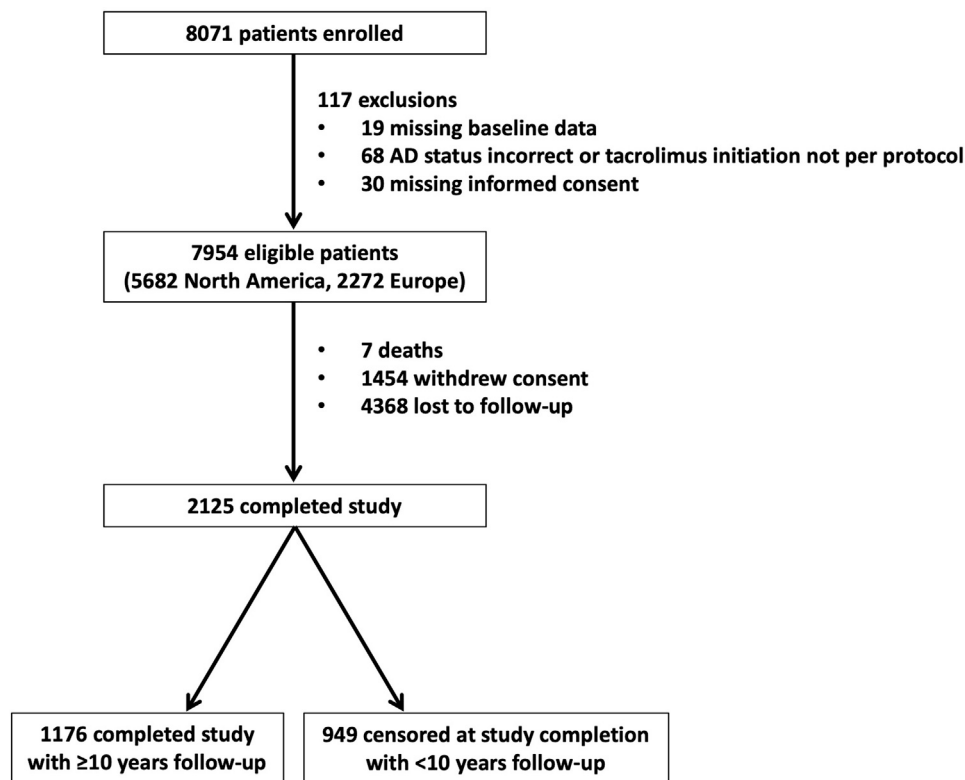 8071 patients enrolled
117 exclusions
• 19 missing baseline data
• 68 AD status incorrect or tacrolimus initiation not per protocol
• 30 missing informed consent
7954 eligible patients
(5682 North America, 2272 Europe)
• 7 deaths
• 1454 withdrew consent
• 4368 lost to follow-up
2125 completed study
1176 completed study
with ≥10 years follow-up
949 censored at study completion
with <10 years follow-up